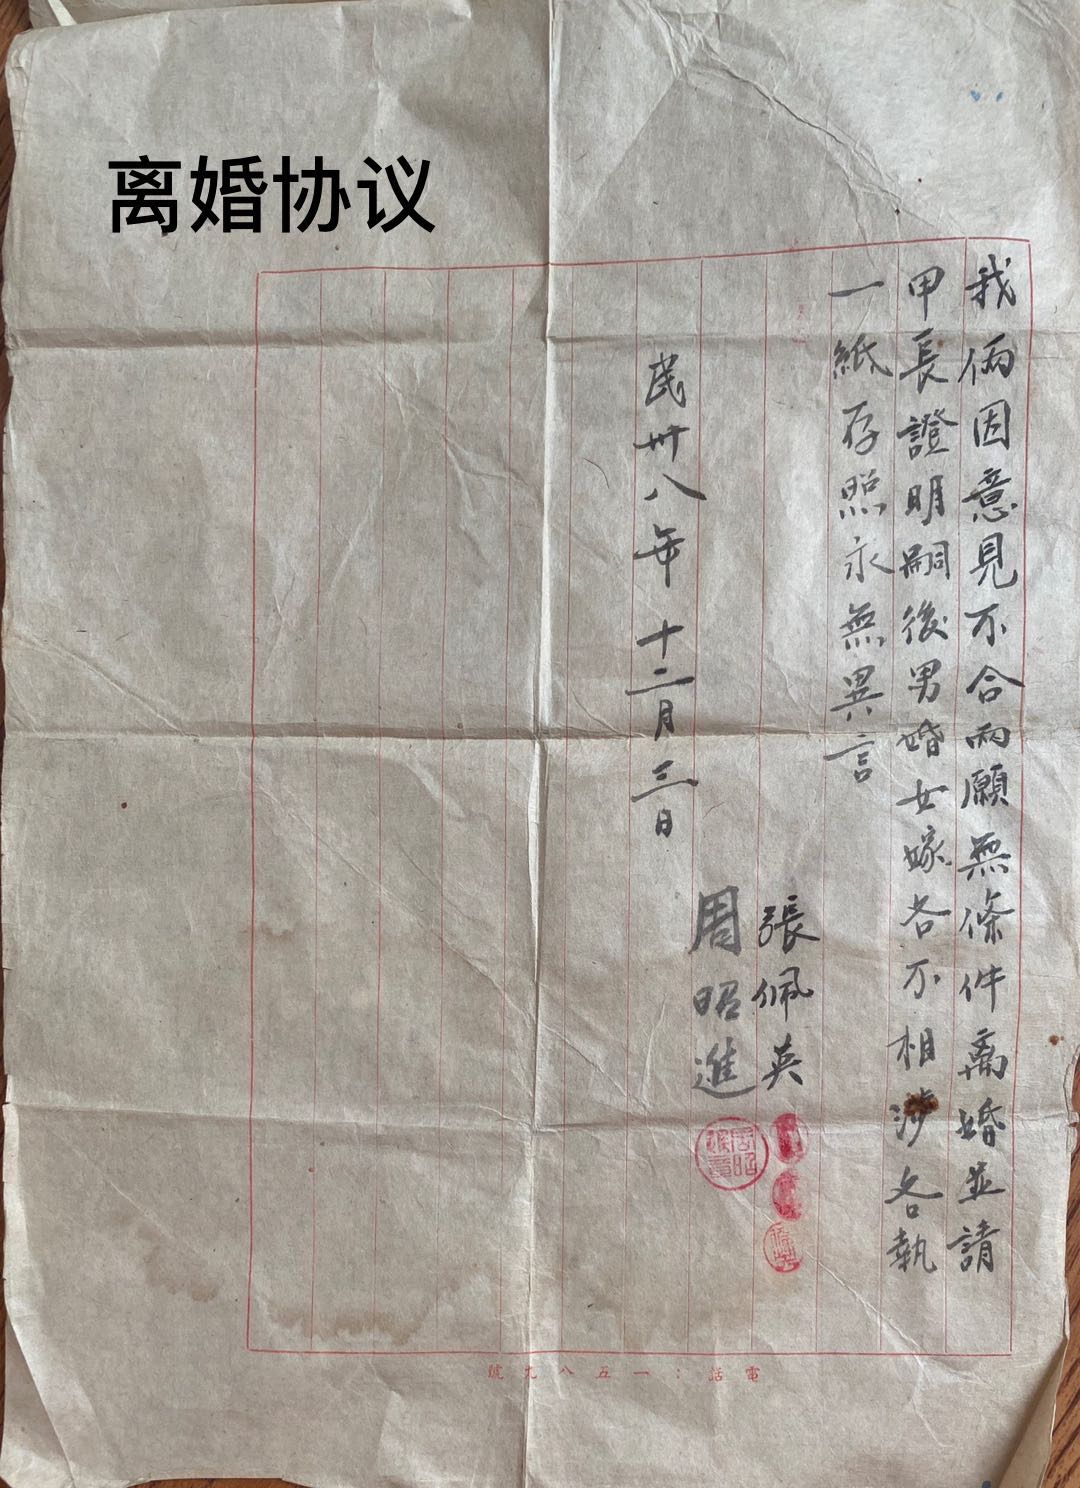 离婚协议
我倆因意見不合兩願無條件离婚並請
甲長證明嗣後男婚女嫁各不相涉各執
一紙存照永無異言
張佩英
周昭進
民卅八年十二月三日
電話：一五八九號